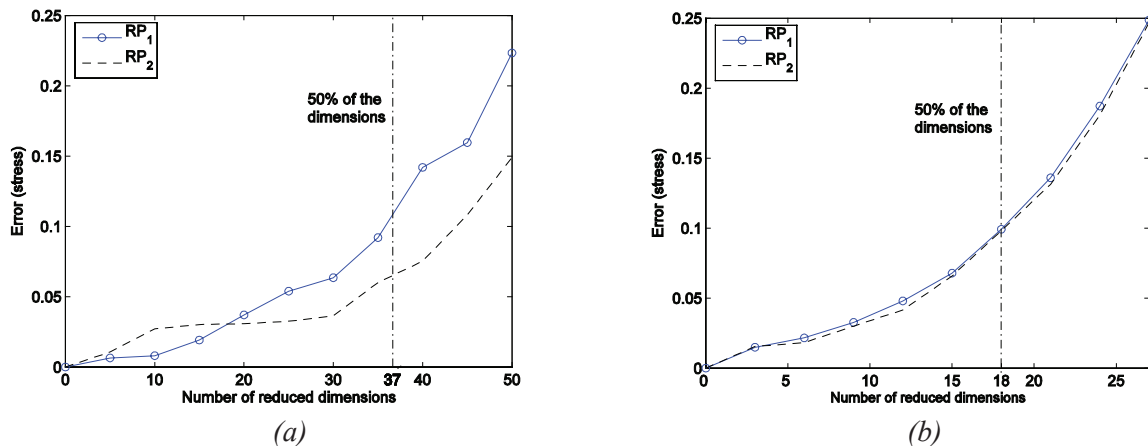 0.25
0.2
0.15
0.1
0.05
0
Error (stress)
RP1
RP2
50% of the
dimensions
0 10 20 30 37 40 50
Number of reduced dimensions
(a)
0.25
0.2
0.15
0.1
0.05
0
Error (stress)
RP1
RP2
50% of the
dimensions
0 5 10 15 18 20 25
Number of reduced dimensions
(b)